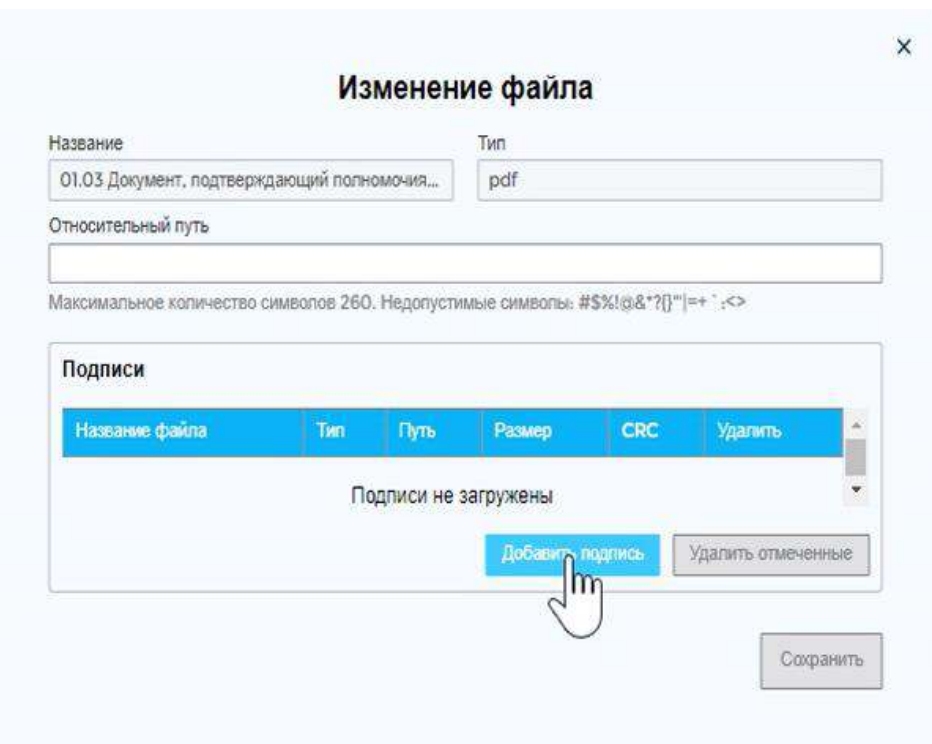 Изменение файла
Название Тип
01.03 Документ, подтверждающий полномочия... pdf
Относительный путь
Максимальное количество символов 260. Недопустимые символы: #$%!@&*?{}"'|=+`:<>
Подписи
Название файла Тип Путь Размер CRC Удалить
Подписи не загружены
Добавить подпись Удалить отмеченные
Сохранить